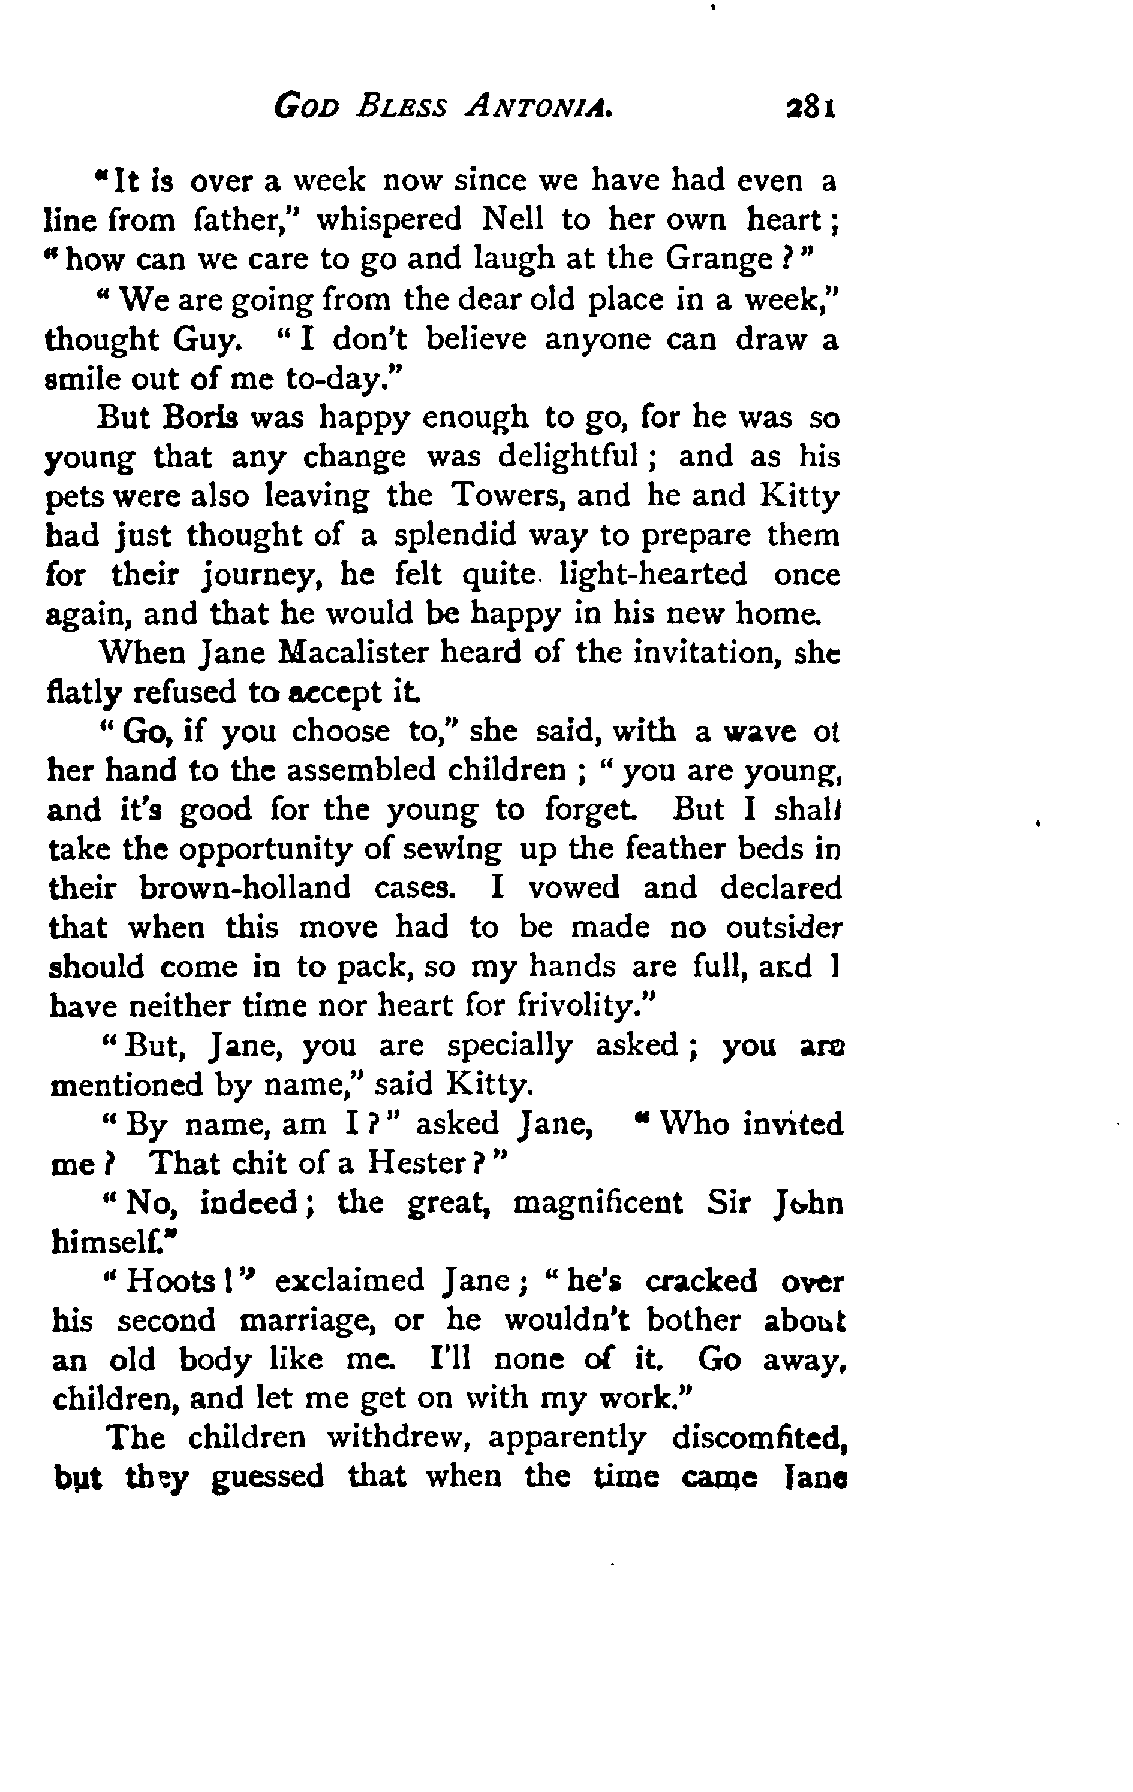 GOD BLESS ANTONIA. 281
"It is over a week now since we have had even a
line from father," whispered Nell to her own heart;
"how can we care to go and laugh at the Grange?"
"We are going from the dear old place in a week,"
thought Guy. "I don't believe anyone can draw a
smile out of me to-day."
But Boris was happy enough to go, for he was so
young that any change was delightful; and as his
pets were also leaving the Towers, and he and Kitty
had just thought of a splendid way to prepare them
for their journey, he felt quite light-hearted once
again, and that he would be happy in his new home.
When Jane Macalister heard of the invitation, she
flatly refused to accept it.
"Go, if you choose to," she said, with a wave of
her hand to the assembled children; "you are young,
and it's good for the young to forget. But I shall
take the opportunity of sewing up the feather beds in
their brown-holland cases. I vowed and declared
that when this move had to be made no outsider
should come in to pack, so my hands are full, and I
have neither time nor heart for frivolity."
"But, Jane, you are specially asked; you are
mentioned by name," said Kitty.
"By name, am I?" asked Jane, "Who invited
me? That chit of a Hester?"
"No, indeed; the great, magnificent Sir John
himself."
"Hoots!" exclaimed Jane; "he's cracked over
his second marriage, or he wouldn't bother about
an old body like me. I'll none of it. Go away,
children, and let me get on with my work."
The children withdrew, apparently discomfited,
but they guessed that when the time came Jane